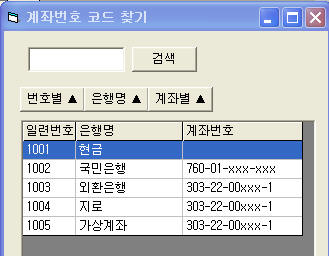 계좌번호 코드 찾기
검색
번호별 ▲ 은행명 ▲ 계좌별 ▲
일련번호 은행명 계좌번호
1001 현금
1002 국민은행 760-01-xxx-xxx
1003 외환은행 303-22-00xxx-1
1004 지로 303-22-00xxx-1
1005 가상계좌 303-22-00xxx-1